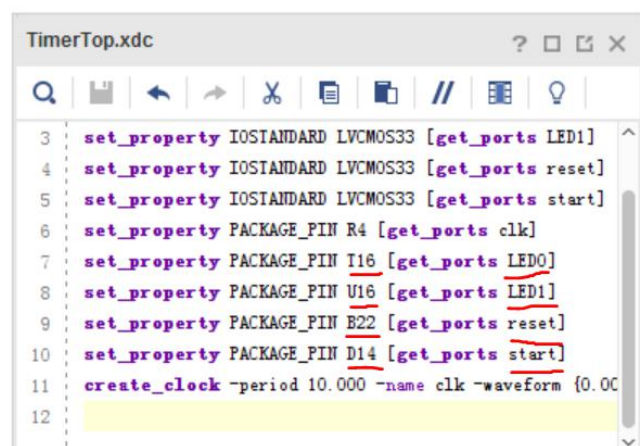 TimerTop.xdc
3 set_property IOSTANDARD LVCMOS33 [get_ports LED1]
4 set_property IOSTANDARD LVCMOS33 [get_ports reset]
5 set_property IOSTANDARD LVCMOS33 [get_ports start]
6 set_property PACKAGE_PIN R4 [get_ports clk]
7 set_property PACKAGE_PIN T16 [get_ports LED0]
8 set_property PACKAGE_PIN U16 [get_ports LED1]
9 set_property PACKAGE_PIN B22 [get_ports reset]
10 set_property PACKAGE_PIN D14 [get_ports start]
11 create_clock -period 10.000 -name clk -waveform {0.00
12